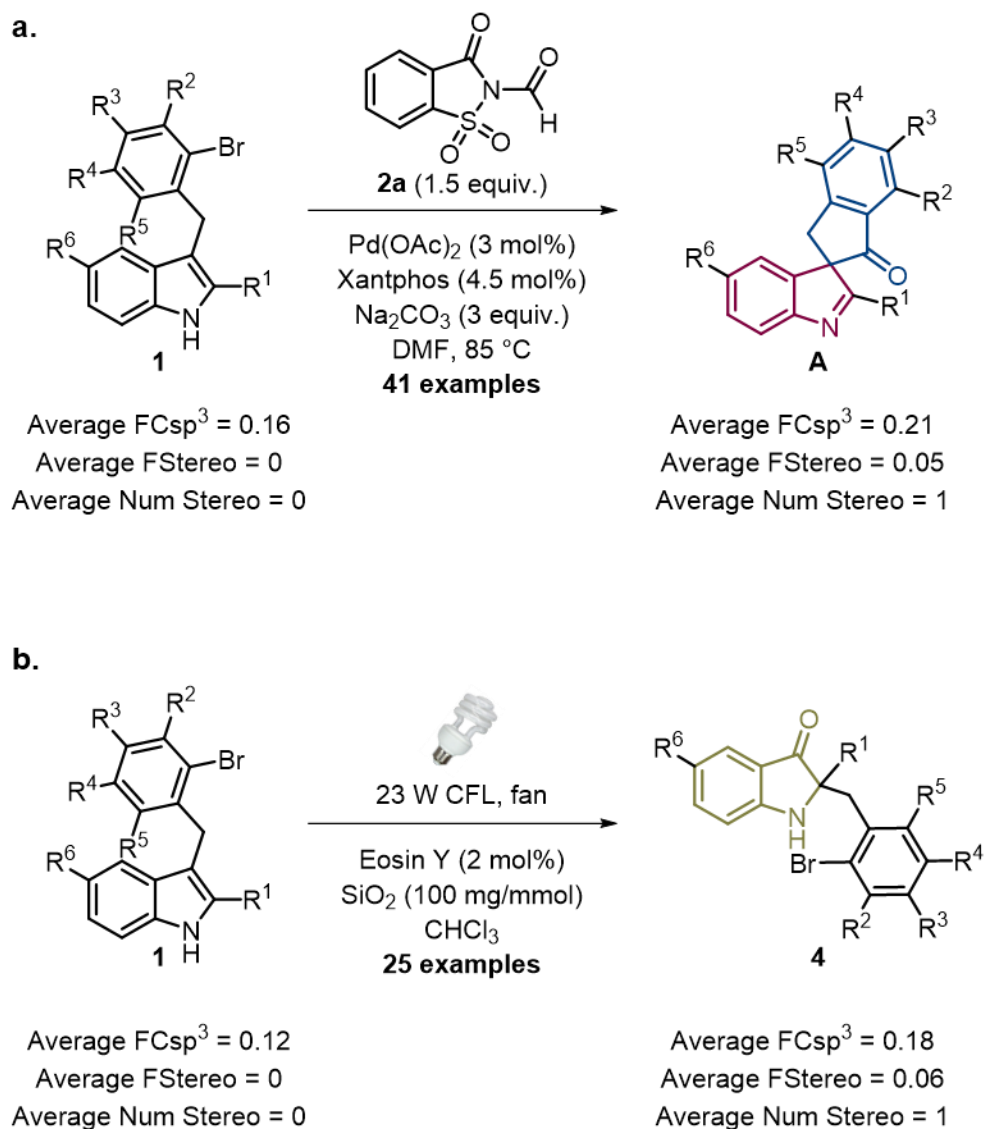 a.
R³
R²
Br
R⁴
R⁵
R⁶
R¹
N
H
1
O
N
O
H
S
O
O
2a (1.5 equiv.)
Pd(OAc)₂ (3 mol%)
Xantphos (4.5 mol%)
Na₂CO₃ (3 equiv.)
DMF, 85 °C
41 examples
R⁴
R³
R⁵
R²
R⁶
O
R¹
N
A
Average FCsp³ = 0.16
Average FStereo = 0
Average Num Stereo = 0
Average FCsp³ = 0.21
Average FStereo = 0.05
Average Num Stereo = 1
b.
R³
R²
Br
R⁴
R⁵
R⁶
R¹
N
H
1
23 W CFL, fan
Eosin Y (2 mol%)
SiO₂ (100 mg/mmol)
CHCl₃
25 examples
O
R⁶
R¹
R⁵
N
H
Br
R⁴
R²
R³
4
Average FCsp³ = 0.12
Average FStereo = 0
Average Num Stereo = 0
Average FCsp³ = 0.18
Average FStereo = 0.06
Average Num Stereo = 1